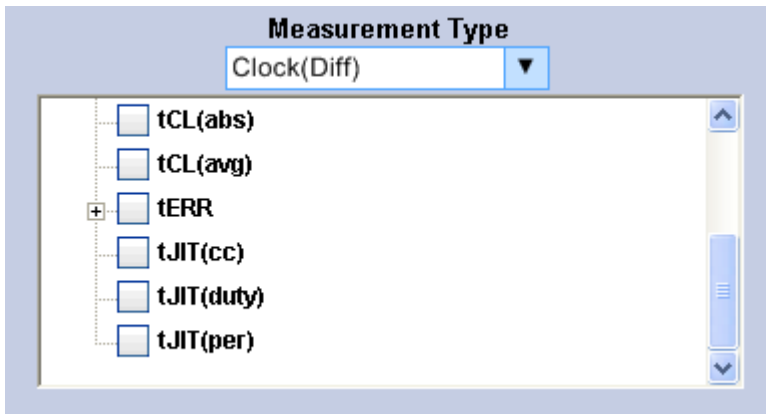 Measurement Type
Clock(Diff)
tCL(abs)
tCL(avg)
tERR
tJIT(cc)
tJIT(duty)
tJIT(per)